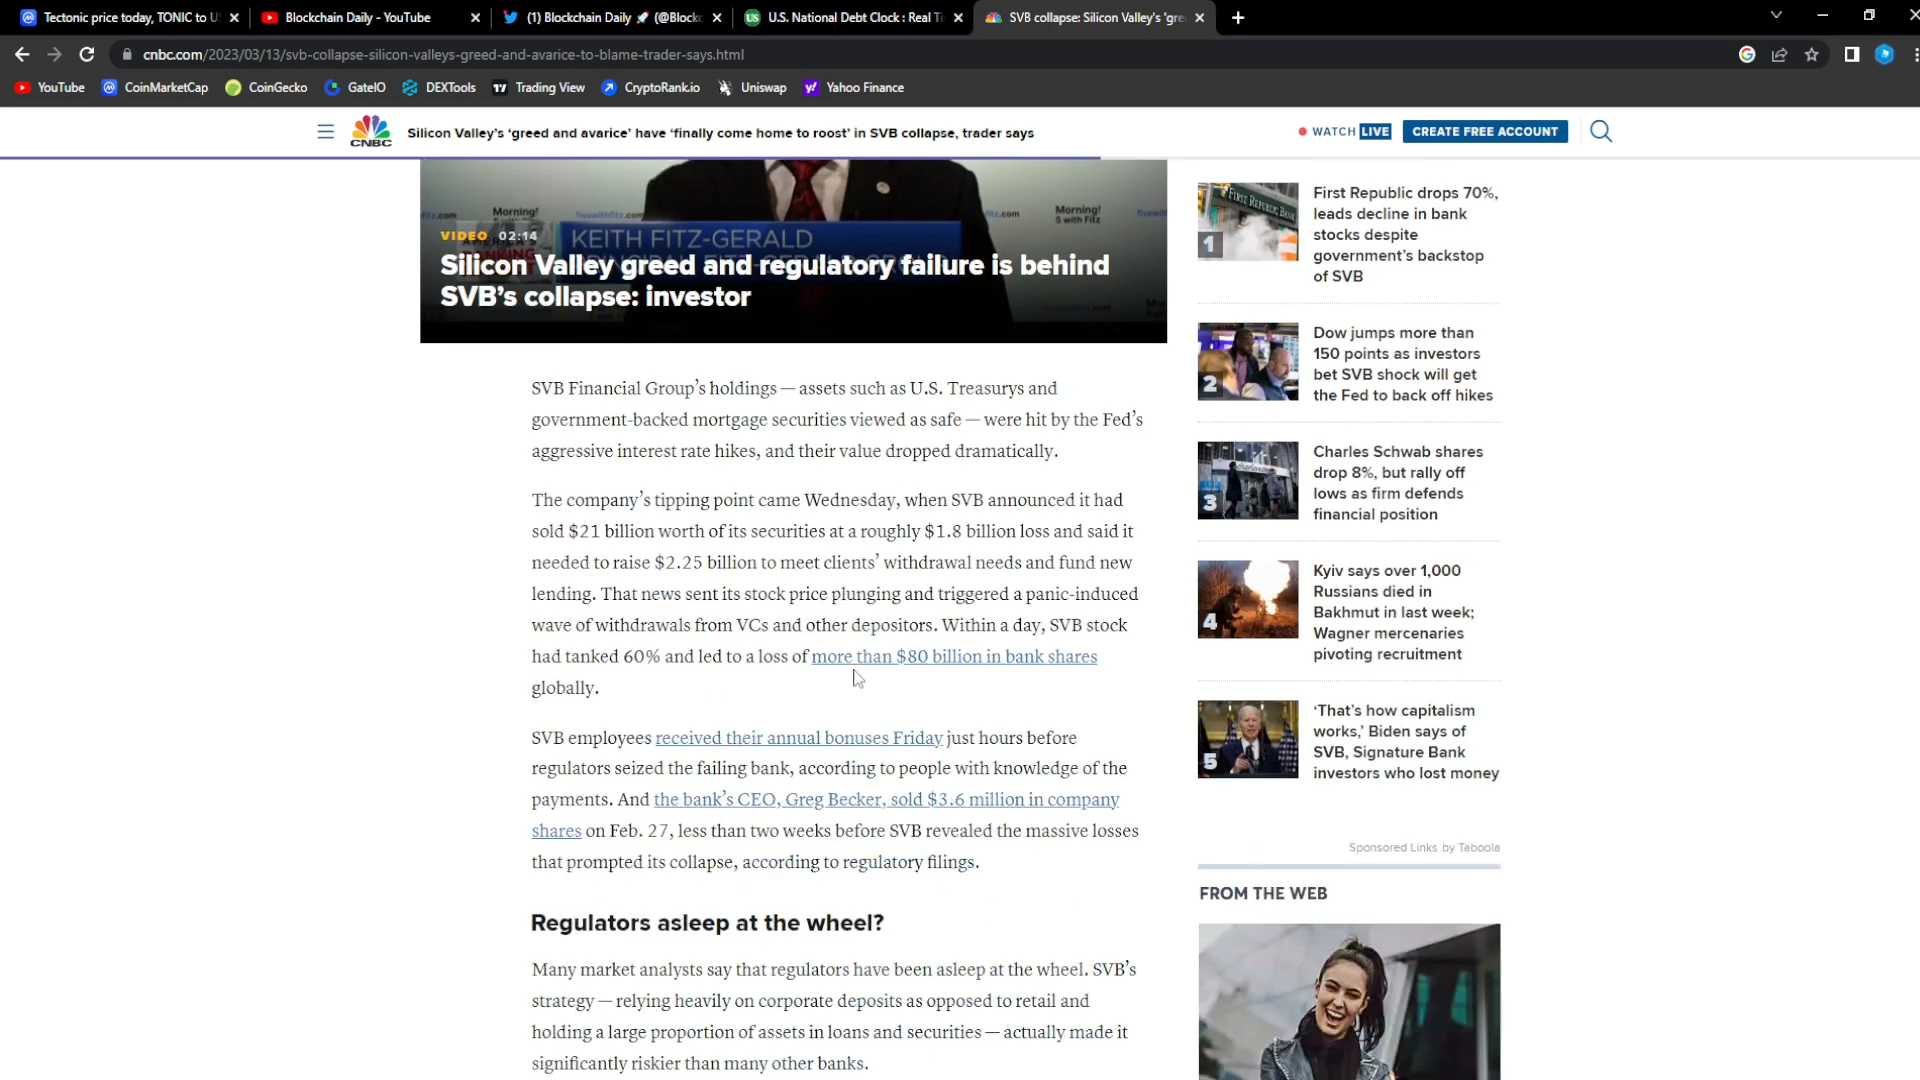 Tectonic price today, TONIC to U
Blockchain Daily - YouTube
(1) Blockchain Daily 🚀 (@Block
U.S. National Debt Clock : Real Ti
SVB collapse: Silicon Valley's 'gre
cnbc.com/2023/03/13/svb-collapse-silicon-valleys-greed-and-avarice-to-blame-trader-says.html
YouTube
CoinMarketCap
CoinGecko
GateIO
DEXTools
Trading View
CryptoRank.io
Uniswap
Yahoo Finance
CNBC
Silicon Valley's 'greed and avarice' have 'finally come home to roost' in SVB collapse, trader says
WATCH LIVE
CREATE FREE ACCOUNT
Morning!
5 with Fitz
fivewithfitz.com
Morning!
5 with Fitz
KEITH FITZ-GERALD
VIDEO 02:14
Silicon Valley greed and regulatory failure is behind
SVB's collapse: investor
SVB Financial Group's holdings — assets such as U.S. Treasurys and
government-backed mortgage securities viewed as safe — were hit by the Fed's
aggressive interest rate hikes, and their value dropped dramatically.
The company's tipping point came Wednesday, when SVB announced it had
sold $21 billion worth of its securities at a roughly $1.8 billion loss and said it
needed to raise $2.25 billion to meet clients' withdrawal needs and fund new
lending. That news sent its stock price plunging and triggered a panic-induced
wave of withdrawals from VCs and other depositors. Within a day, SVB stock
had tanked 60% and led to a loss of more than $80 billion in bank shares
globally.
SVB employees received their annual bonuses Friday just hours before
regulators seized the failing bank, according to people with knowledge of the
payments. And the bank's CEO, Greg Becker, sold $3.6 million in company
shares on Feb. 27, less than two weeks before SVB revealed the massive losses
that prompted its collapse, according to regulatory filings.
Regulators asleep at the wheel?
Many market analysts say that regulators have been asleep at the wheel. SVB's
strategy — relying heavily on corporate deposits as opposed to retail and
holding a large proportion of assets in loans and securities — actually made it
significantly riskier than many other banks.
FIRST REPUBLIC BANK
1
First Republic drops 70%,
leads decline in bank
stocks despite
government's backstop
of SVB
2
Dow jumps more than
150 points as investors
bet SVB shock will get
the Fed to back off hikes
3
Charles Schwab shares
drop 8%, but rally off
lows as firm defends
financial position
4
Kyiv says over 1,000
Russians died in
Bakhmut in last week;
Wagner mercenaries
pivoting recruitment
5
'That's how capitalism
works,' Biden says of
SVB, Signature Bank
investors who lost money
Sponsored Links by Taboola
FROM THE WEB